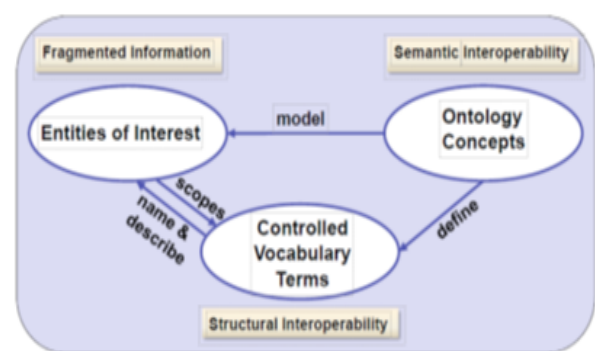 Fragmented Information
Semantic Interoperability
Entities of Interest
model
Ontology
Concepts
scopes
name &
describe
define
Controlled
Vocabulary
Terms
Structural Interoperability